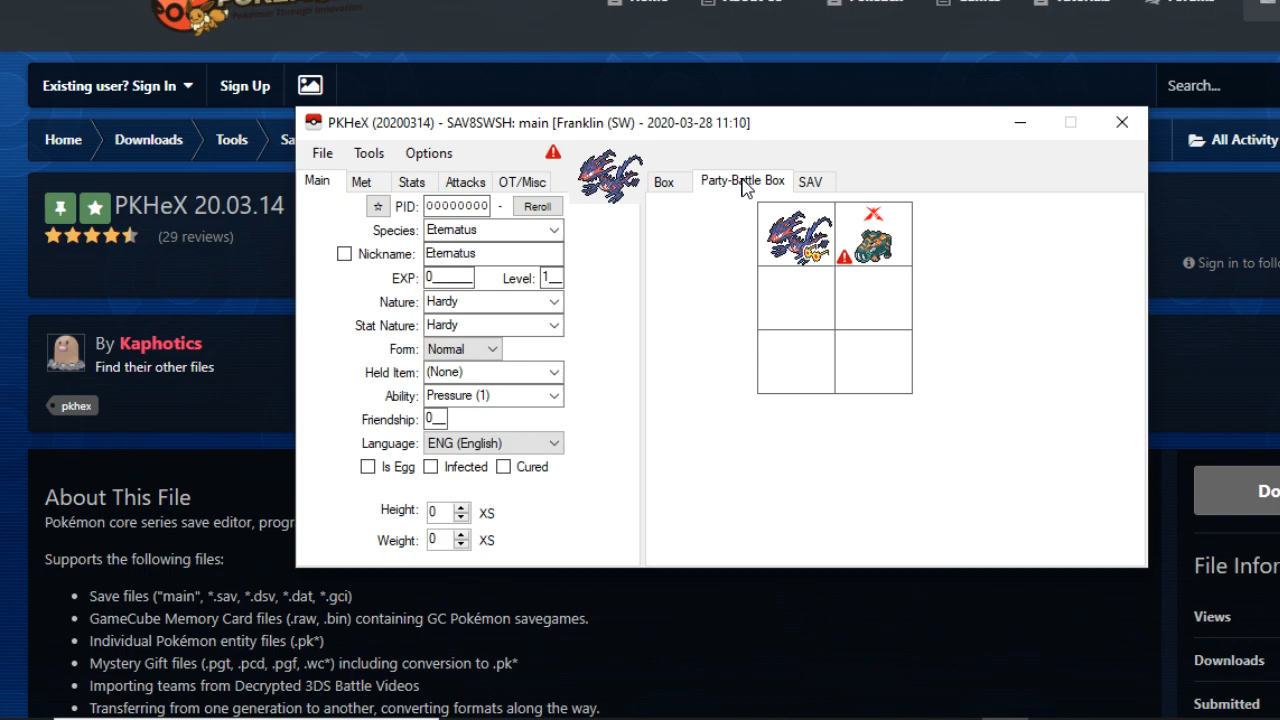 Pokémon Through Innovation
Existing user? Sign In
Sign Up
Search...
Home
Downloads
Tools
All Activity
PKHeX 20.03.14
(29 reviews)
By Kaphotics
Find their other files
pkhex
Sign in to
About This File
Pokémon core series save editor,
Supports the following files:
Save files ("main", *.sav, *.dsv, *.dat, *.gci)
GameCube Memory Card files (.raw, .bin) containing GC Pokémon savegames.
Individual Pokémon entity files (.pk*)
Mystery Gift files (.pgt, .pcd, .pgf, .wc*) including conversion to .pk*
Importing teams from Decrypted 3DS Battle Videos
Transferring from one generation to another, converting formats along the way.
File
Views
Downloads
Submitted
PKHeX (20200314) - SAV8SWSH: main [Franklin (SW) - 2020-03-28 11:10]
File Tools Options
Main Met Stats Attacks OT/Misc
Box Party-Battle Box SAV
PID: 00000000 - Reroll
Species: Eternatus
Nickname: Eternatus
EXP: 0 Level: 1
Nature: Hardy
Stat Nature: Hardy
Form: Normal
Held Item: (None)
Ability: Pressure (1)
Friendship: 0
Language: ENG (English)
Is Egg Infected Cured
Height: 0 XS
Weight: 0 XS